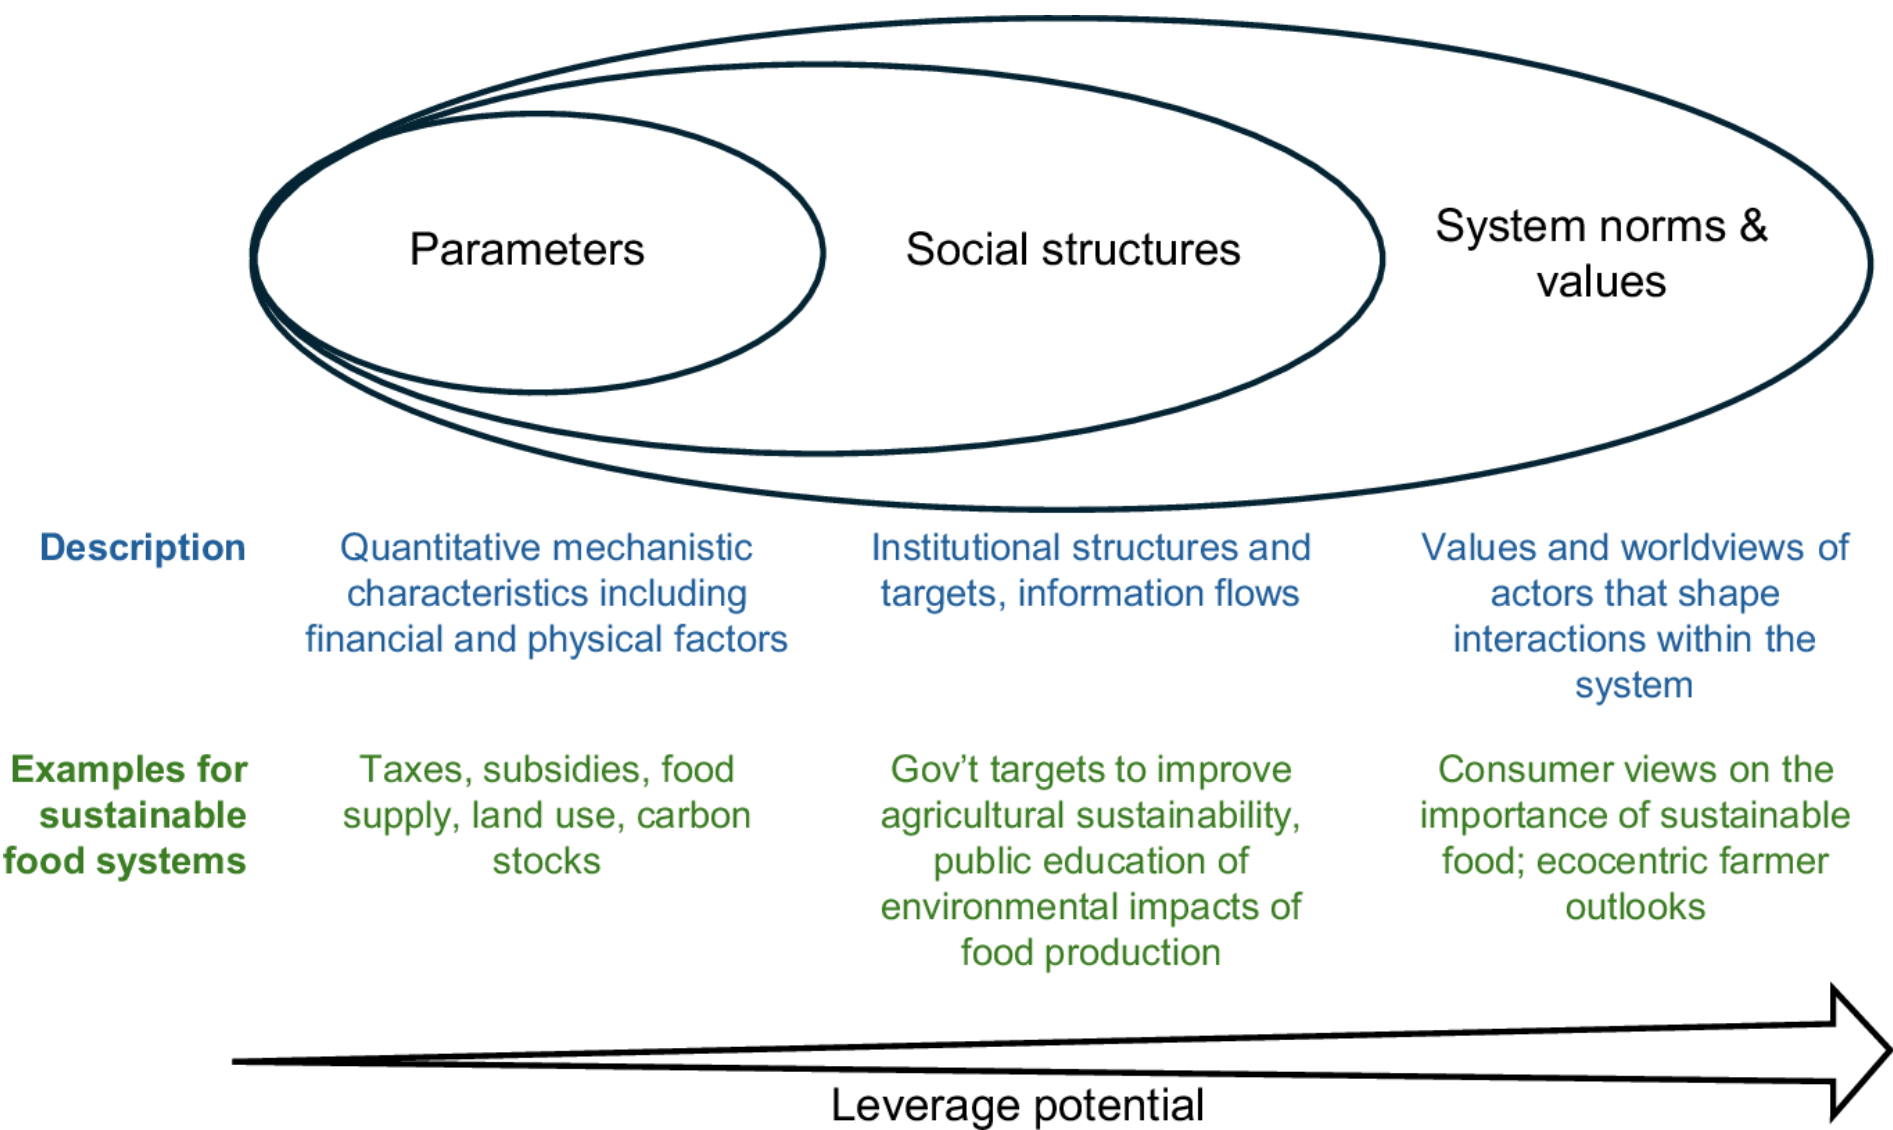 Parameters
Social structures
System norms &
values
Description
Quantitative mechanistic
characteristics including
financial and physical factors
Institutional structures and
targets, information flows
Values and worldviews of
actors that shape
interactions within the
system
Examples for
sustainable
food systems
Taxes, subsidies, food
supply, land use, carbon
stocks
Gov’t targets to improve
agricultural sustainability,
public education of
environmental impacts of
food production
Consumer views on the
importance of sustainable
food; ecocentric farmer
outlooks
Leverage potential